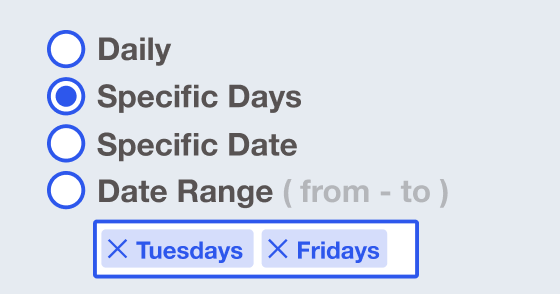 Daily
Specific Days
Specific Date
Date Range ( from - to )
Tuesdays Fridays